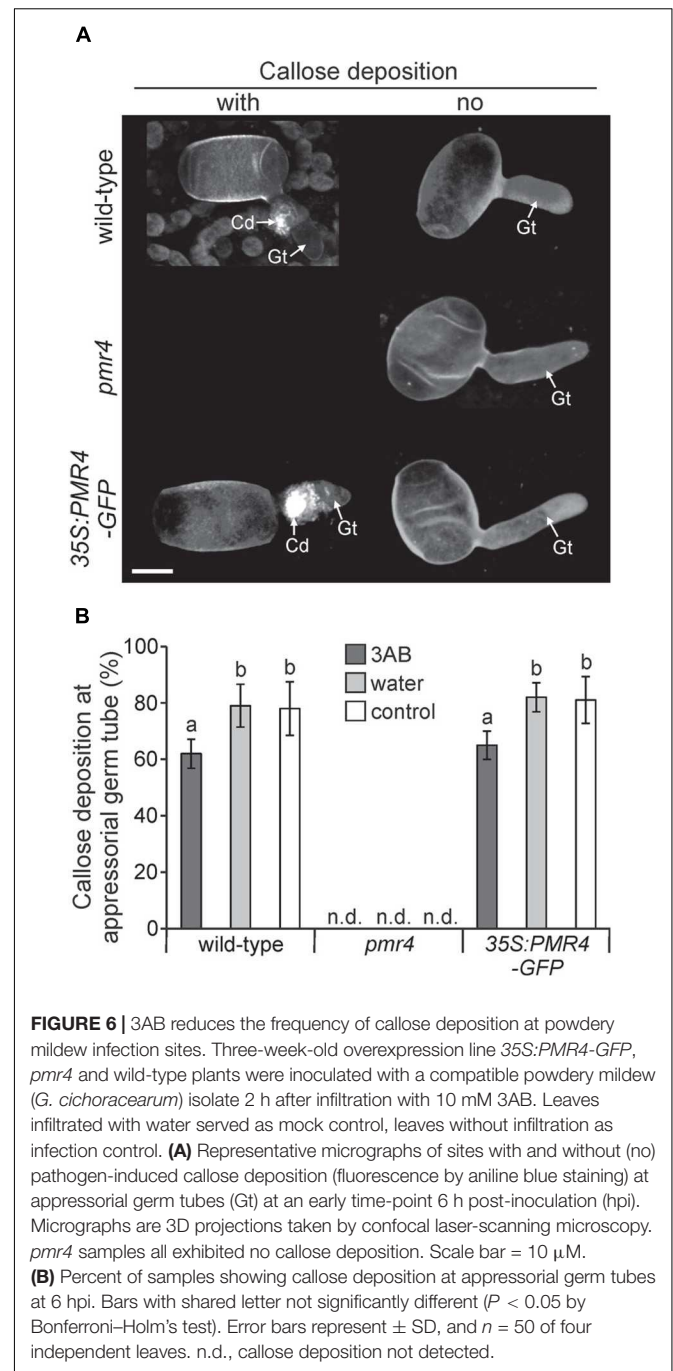 A
Callose deposition
with no
wild-type
Cd
Gt
Gt
pmr4
Gt
35S:PMR4
-GFP
Cd
Gt
Gt
B
Callose deposition at
appressorial germ tube (%)
100
80
60
40
20
0
a
b
b
3AB
water
control
a
b
b
n.d. n.d. n.d.
wild-type pmr4 35S:PMR4
-GFP
FIGURE 6 | 3AB reduces the frequency of callose deposition at powdery
mildew infection sites. Three-week-old overexpression line 35S:PMR4-GFP,
pmr4 and wild-type plants were inoculated with a compatible powdery mildew
(G. cichoracearum) isolate 2 h after infiltration with 10 mM 3AB. Leaves
infiltrated with water served as mock control, leaves without infiltration as
infection control. (A) Representative micrographs of sites with and without (no)
pathogen-induced callose deposition (fluorescence by aniline blue staining) at
appressorial germ tubes (Gt) at an early time-point 6 h post-inoculation (hpi).
Micrographs are 3D projections taken by confocal laser-scanning microscopy.
pmr4 samples all exhibited no callose deposition. Scale bar = 10 μM.
(B) Percent of samples showing callose deposition at appressorial germ tubes
at 6 hpi. Bars with shared letter not significantly different (P < 0.05 by
Bonferroni–Holm's test). Error bars represent ± SD, and n = 50 of four
independent leaves. n.d., callose deposition not detected.